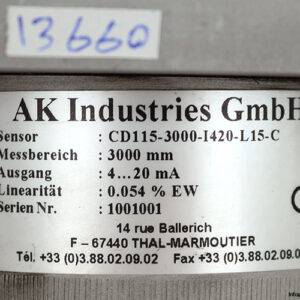 13660
AK Industries GmbH
Sensor : CD115-3000-I420-L15-C
Messbereich : 3000 mm
Ausgang : 4...20 mA
Linearität : 0.054 % EW
Serien Nr. : 1001001
14 rue Ballerich
F – 67440 THAL-MARMOUTIER
Tél. +33 (0)3.88.02.09.02 Fax +33 (0)3.88.02.09